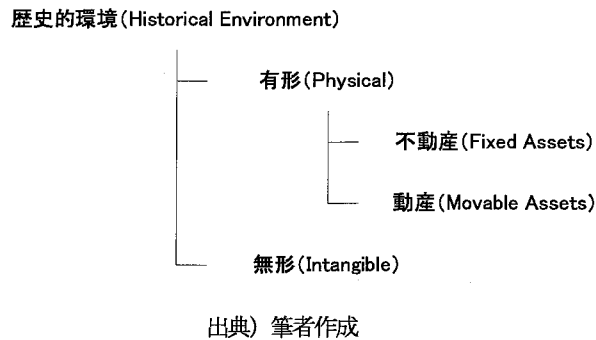 歴史的環境(Historical Environment)
有形(Physical)
不動産(Fixed Assets)
動産(Movable Assets)
無形(Intangible)
出典）筆者作成